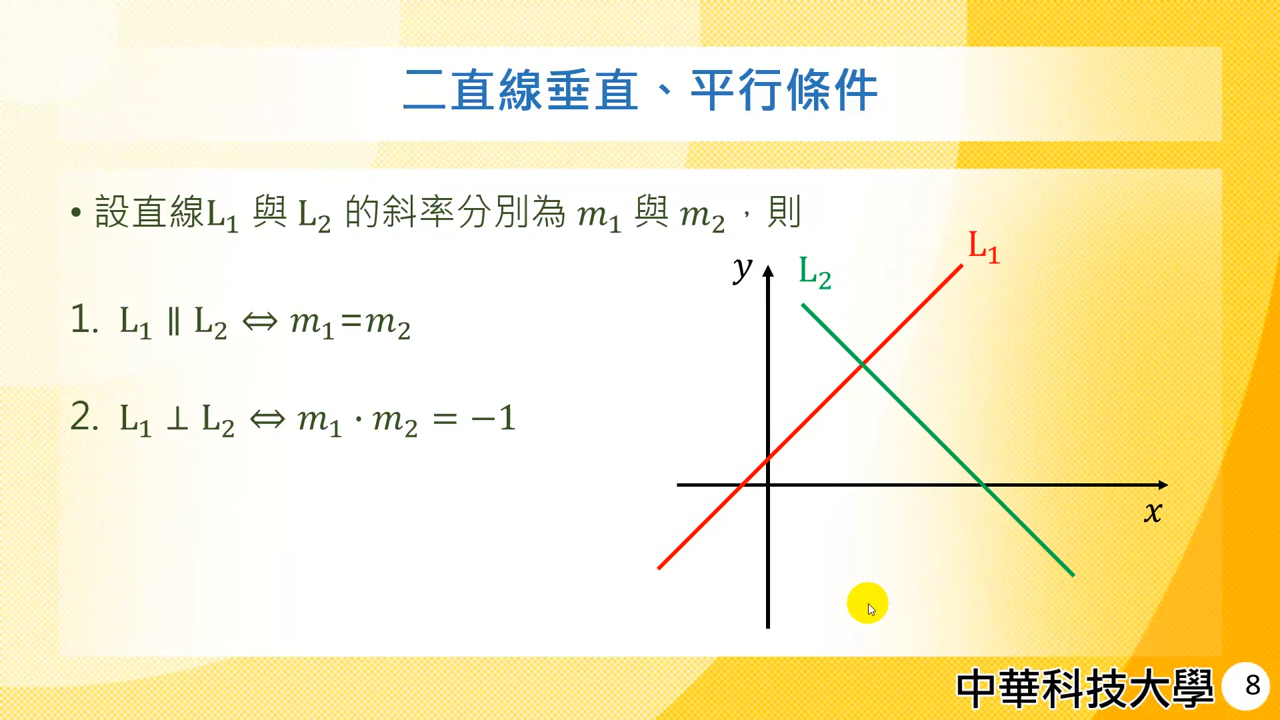 二直線垂直、平行條件
• 設直線L₁ 與 L₂ 的斜率分別為 m₁ 與 m₂，則
1. L₁ ∥ L₂ ⇔ m₁=m₂
2. L₁ ⊥ L₂ ⇔ m₁ · m₂ = −1
L₁
y
L₂
x
中華科技大學 8